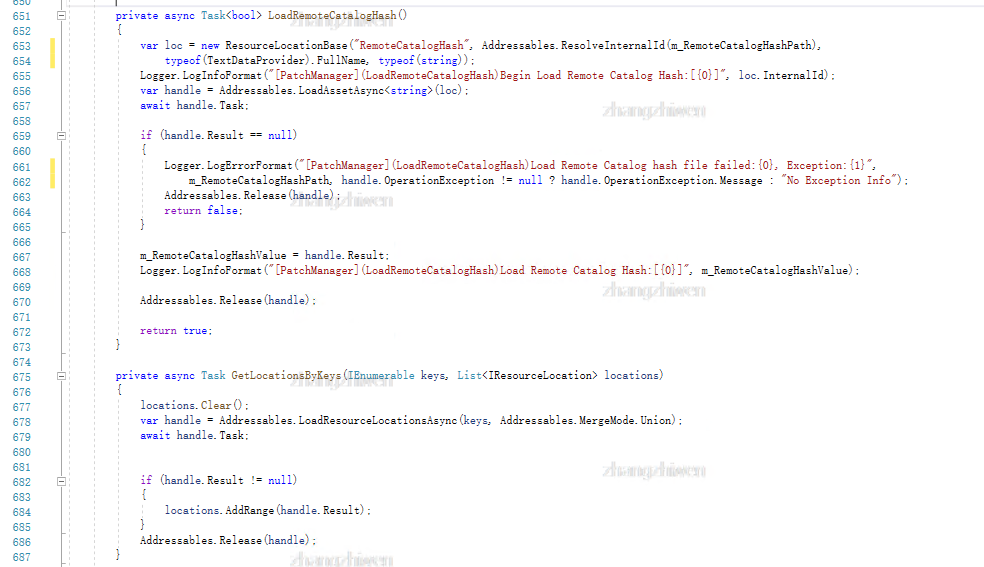 650
651 private async Task<bool> LoadRemoteCatalogHash()
652 {
653 var loc = new ResourceLocationBase("RemoteCatalogHash", Addressables.ResolveInternalId(m_RemoteCatalogHashPath),
654 typeof(TextDataProvider).FullName, typeof(string));
655 Logger.LogInfoFormat("[PatchManager](LoadRemoteCatalogHash)Begin Load Remote Catalog Hash:[{0}]", loc.InternalId);
656 var handle = Addressables.LoadAssetAsync<string>(loc);
657 await handle.Task;
zhangzhiwen
658
659 if (handle.Result == null)
660 {
661 Logger.LogErrorFormat("[PatchManager](LoadRemoteCatalogHash)Load Remote Catalog hash file failed:{0}, Exception:{1}",
662 m_RemoteCatalogHashPath, handle.OperationException != null ? handle.OperationException.Message : "No Exception Info");
663 Addressables.Release(handle);
zhangzhiwen
664 return false;
665 }
666
667 m_RemoteCatalogHashValue = handle.Result;
668 Logger.LogInfoFormat("[PatchManager](LoadRemoteCatalogHash)Load Remote Catalog Hash:[{0}]", m_RemoteCatalogHashValue);
669
zhangzhiwen
670 Addressables.Release(handle);
671
672 return true;
673 }
674
675 private async Task GetLocationsByKeys(IEnumerable keys, List<IResourceLocation> locations)
zhangzhiwen
676 {
677 locations.Clear();
678 var handle = Addressables.LoadResourceLocationsAsync(keys, Addressables.MergeMode.Union);
679 await handle.Task;
680
681
zhangzhiwen
682 if (handle.Result != null)
683 {
684 locations.AddRange(handle.Result);
685 }
686 Addressables.Release(handle);
687 }
zhangzhiwen